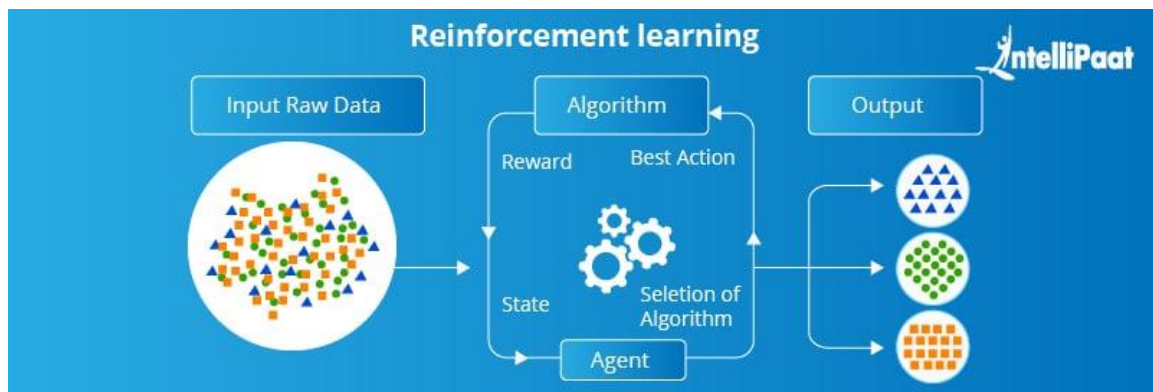 Reinforcement learning
IntelliPaat
Input Raw Data
Algorithm
Output
Reward
Best Action
State
Seletion of
Algorithm
Agent